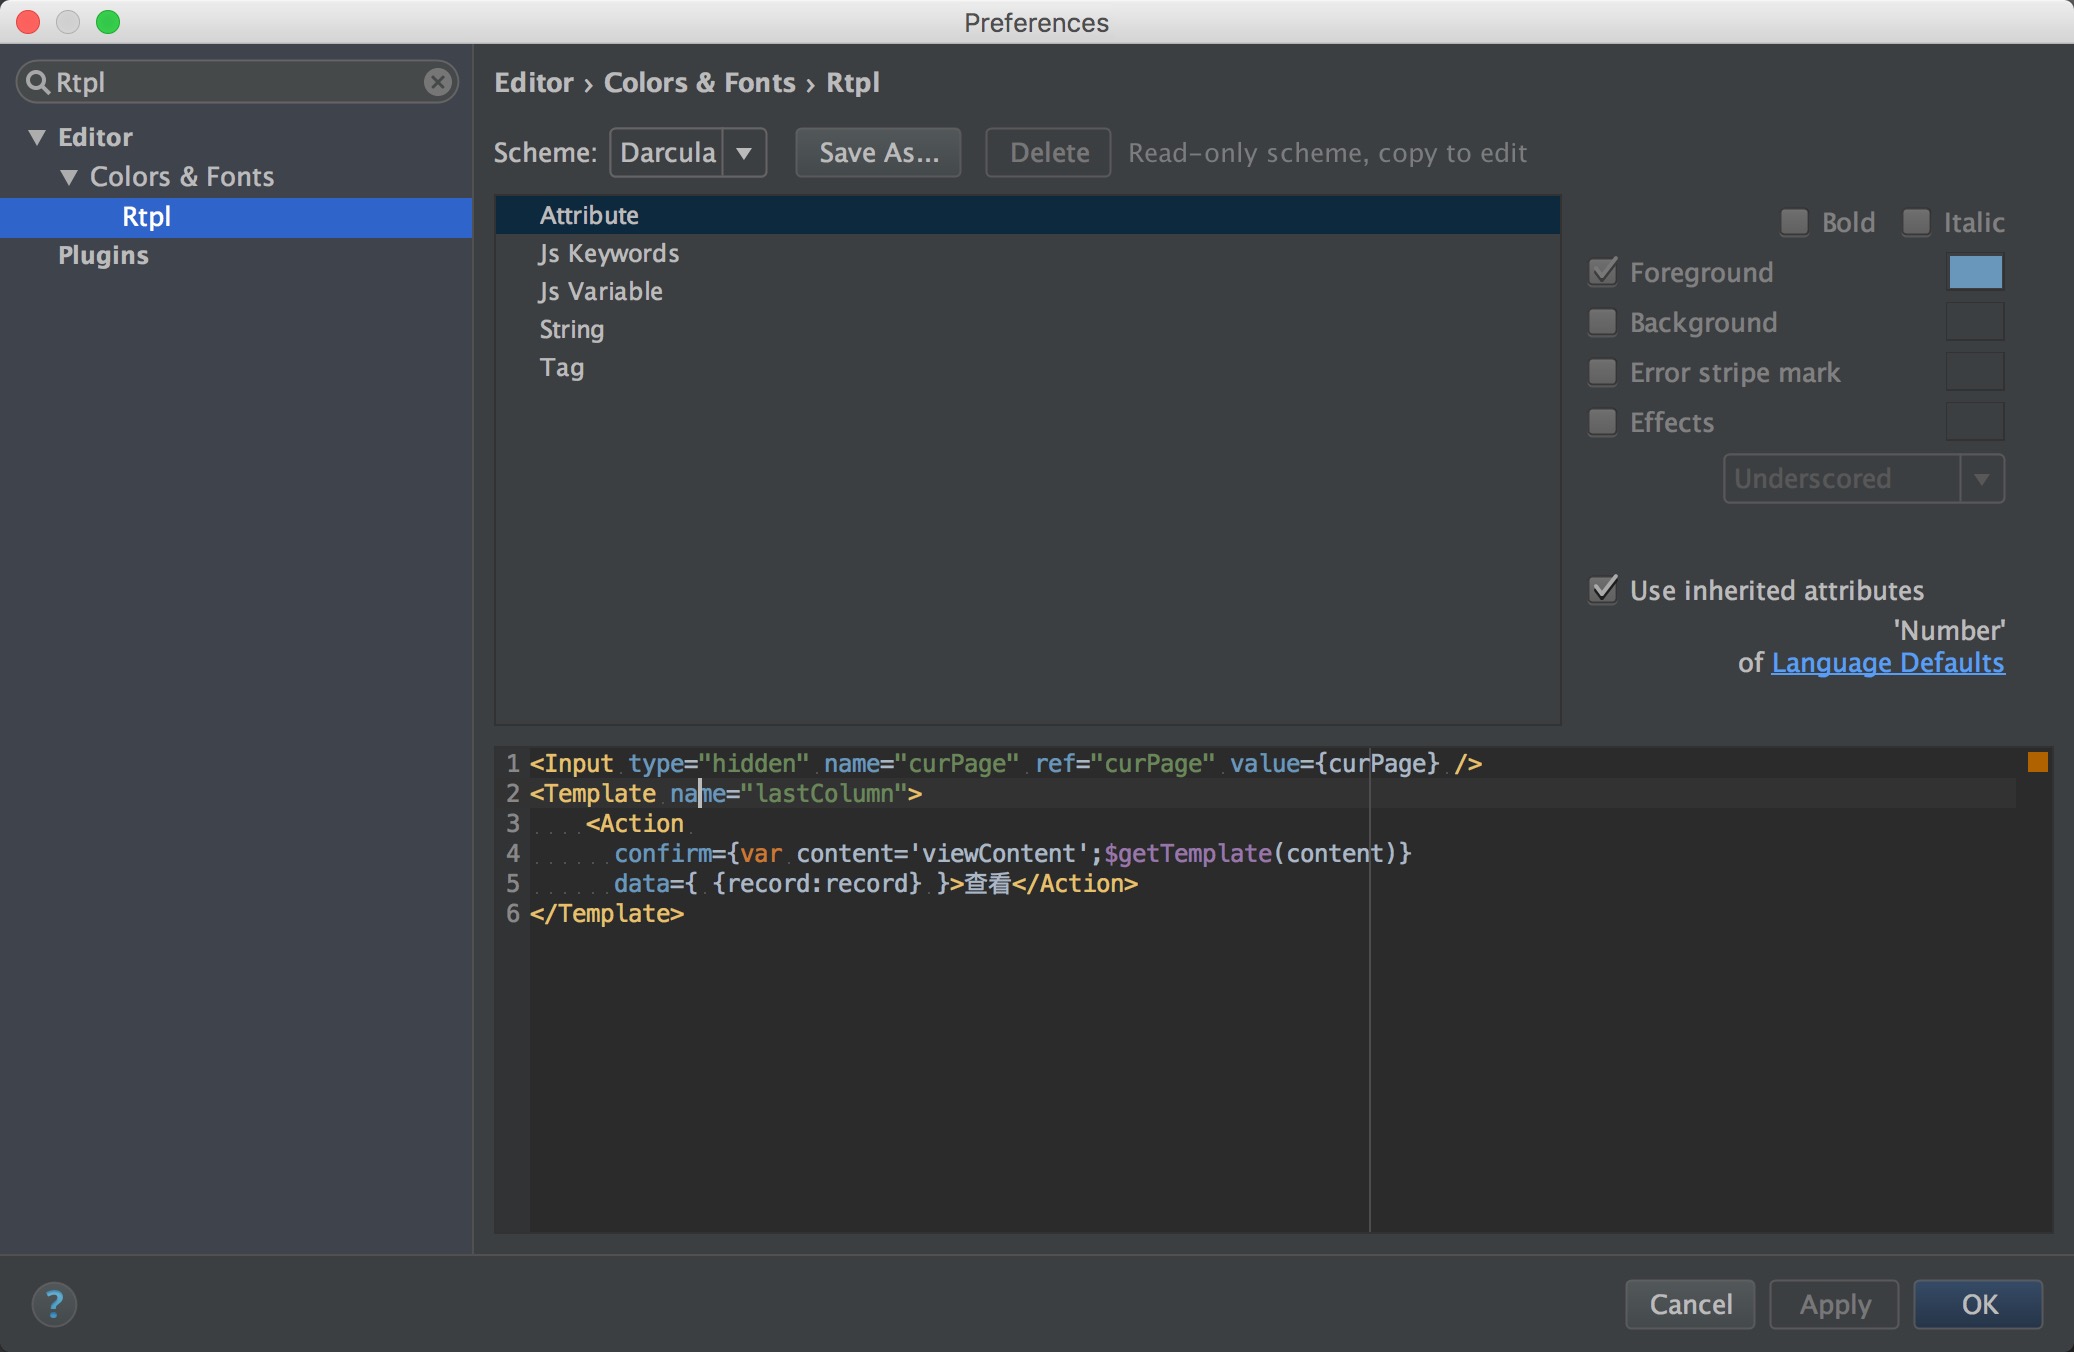 Preferences
Rtpl
Editor
Colors & Fonts
Rtpl
Plugins
Editor › Colors & Fonts › Rtpl
Scheme: Darcula Save As... Delete Read-only scheme, copy to edit
Attribute
Js Keywords
Js Variable
String
Tag
Bold Italic
Foreground
Background
Error stripe mark
Effects
Underscored
Use inherited attributes
'Number'
of Language Defaults
1 <Input type="hidden" name="curPage" ref="curPage" value={curPage} />
2 <Template name="lastColumn">
3 <Action
4 confirm={var content='viewContent';$getTemplate(content)}
5 data={ {record:record} }>查看</Action>
6 </Template>
? Cancel Apply OK